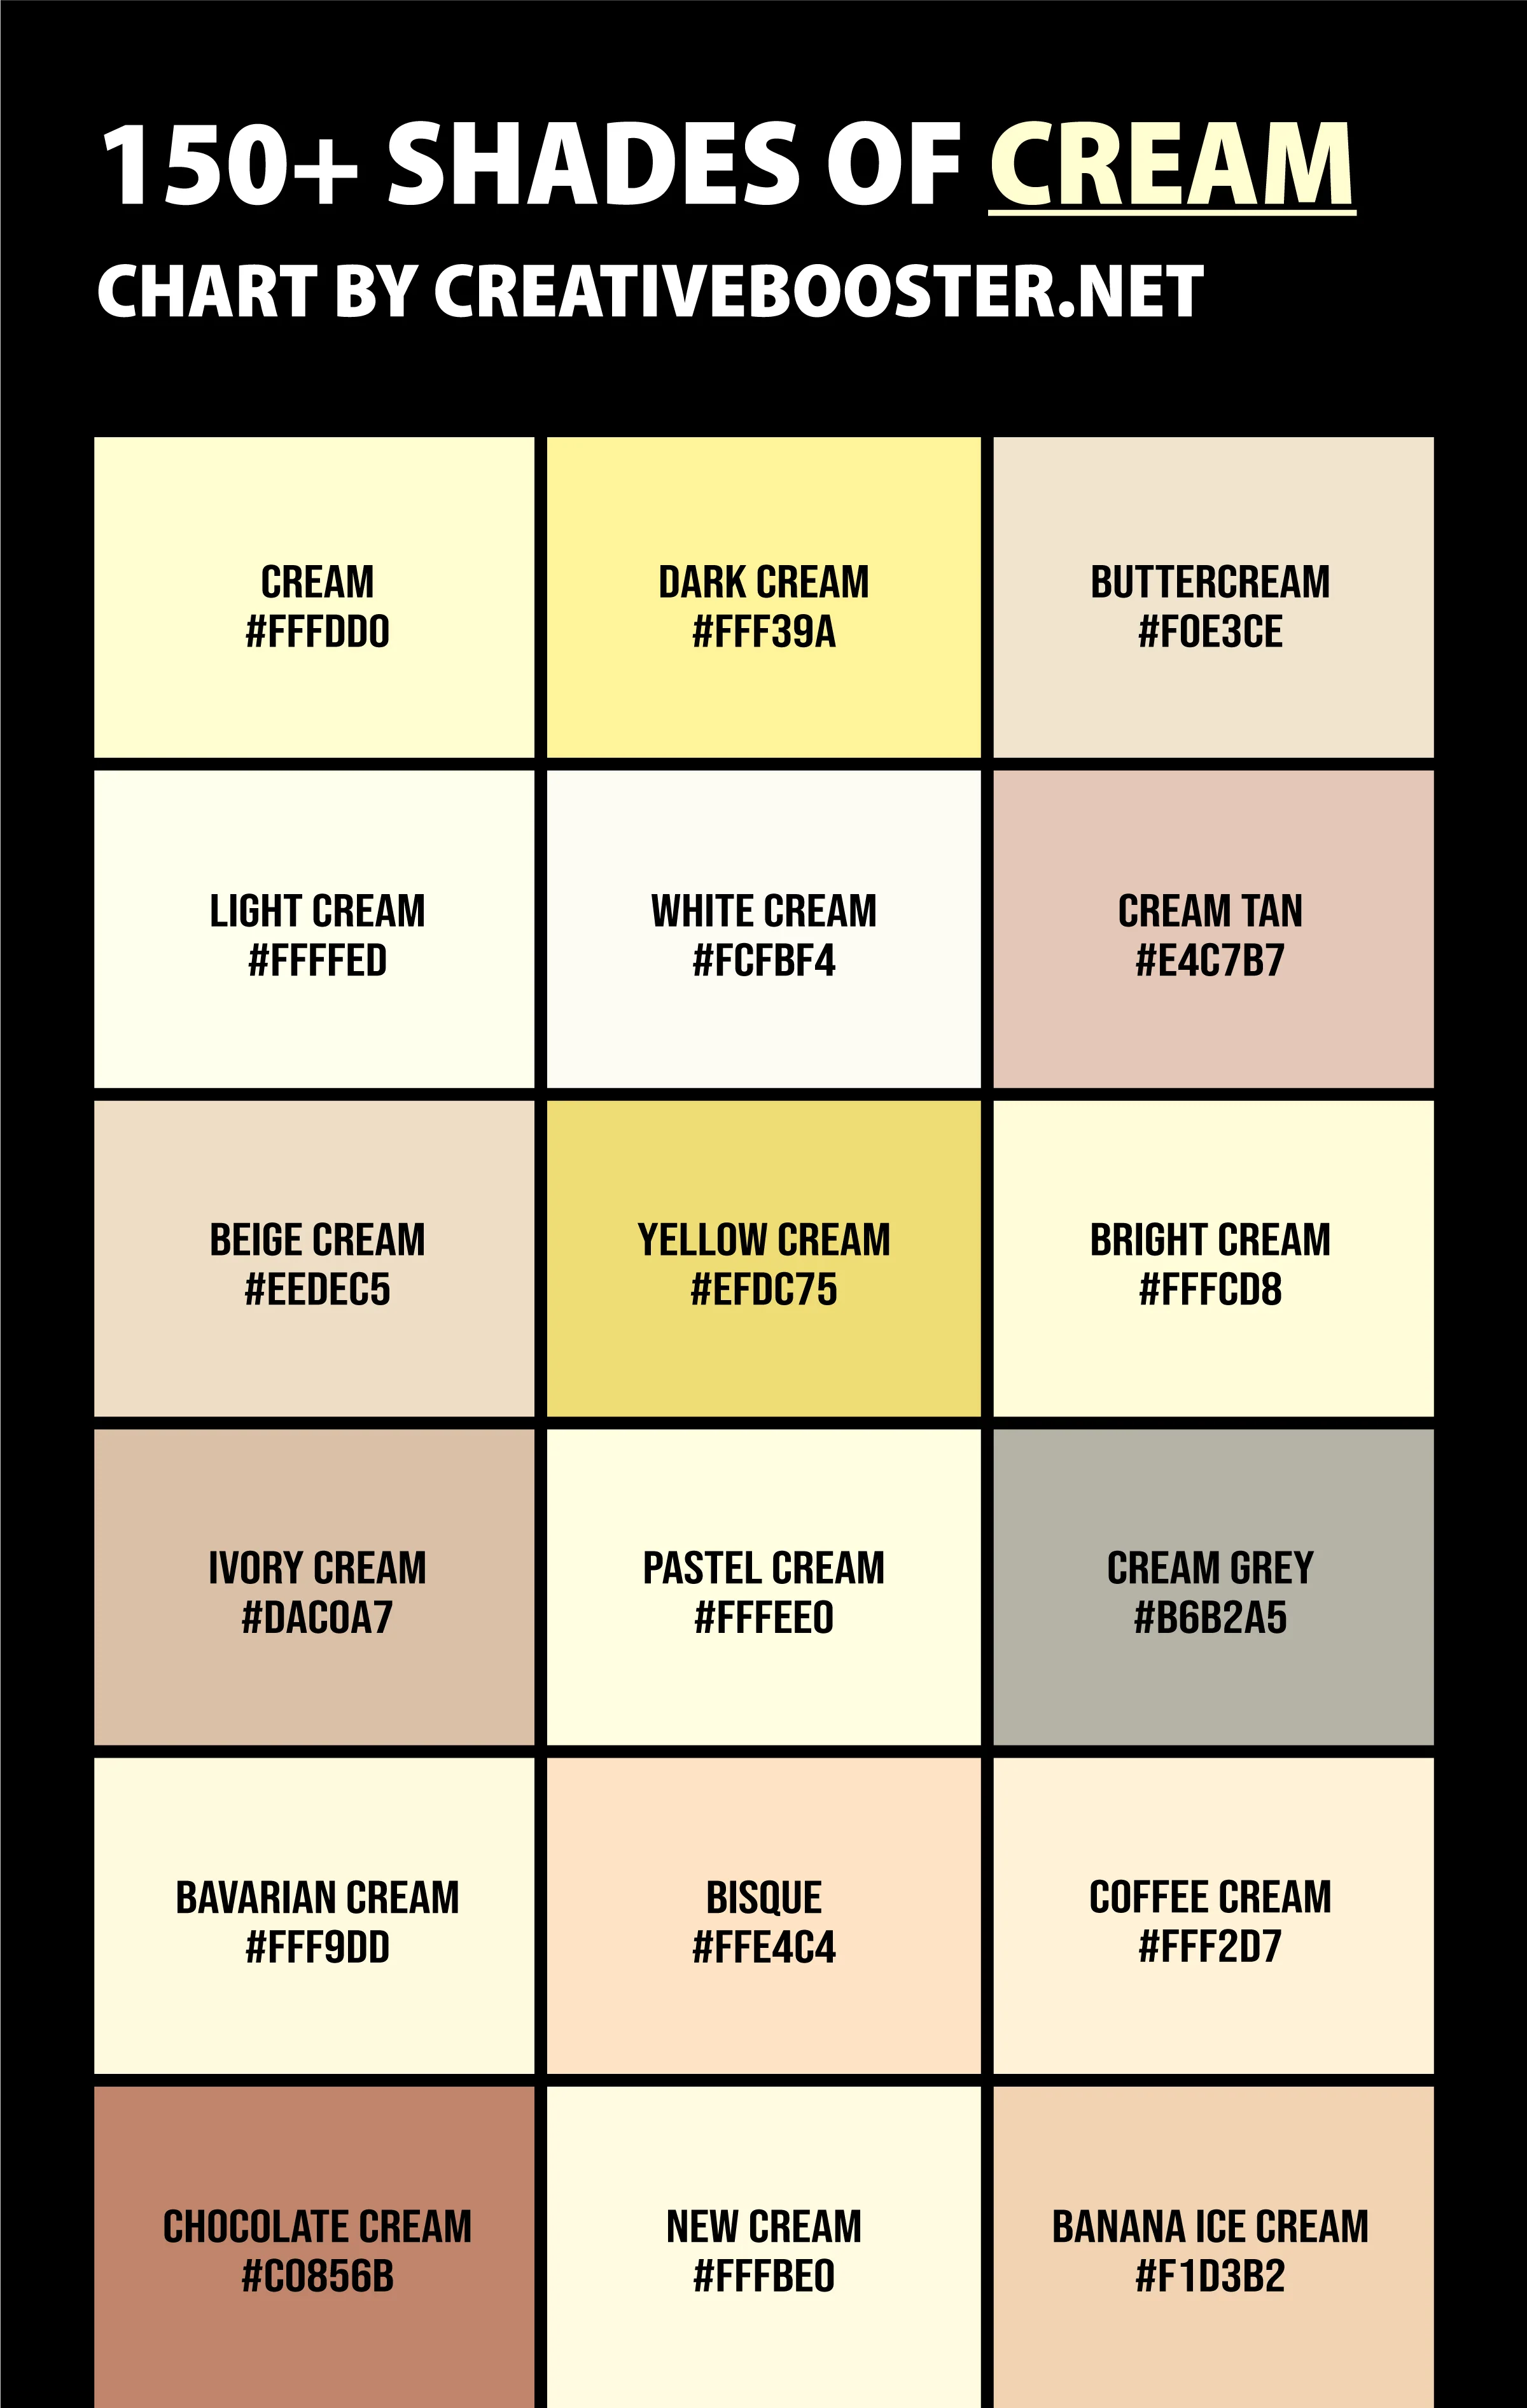 150+ SHADES OF CREAM
CHART BY CREATIVEBOOSTER.NET
CREAM
#FFFDD0
DARK CREAM
#FFF39A
BUTTERCREAM
#F0E3CE
LIGHT CREAM
#FFFFED
WHITE CREAM
#FCFBF4
CREAM TAN
#E4C7B7
BEIGE CREAM
#EEDEC5
YELLOW CREAM
#EFDC75
BRIGHT CREAM
#FFFCD8
IVORY CREAM
#DAC0A7
PASTEL CREAM
#FFFEE0
CREAM GREY
#B6B2A5
BAVARIAN CREAM
#FFF9DD
BISQUE
#FFE4C4
COFFEE CREAM
#FFF2D7
CHOCOLATE CREAM
#C0856B
NEW CREAM
#FFFBE0
BANANA ICE CREAM
#F1D3B2